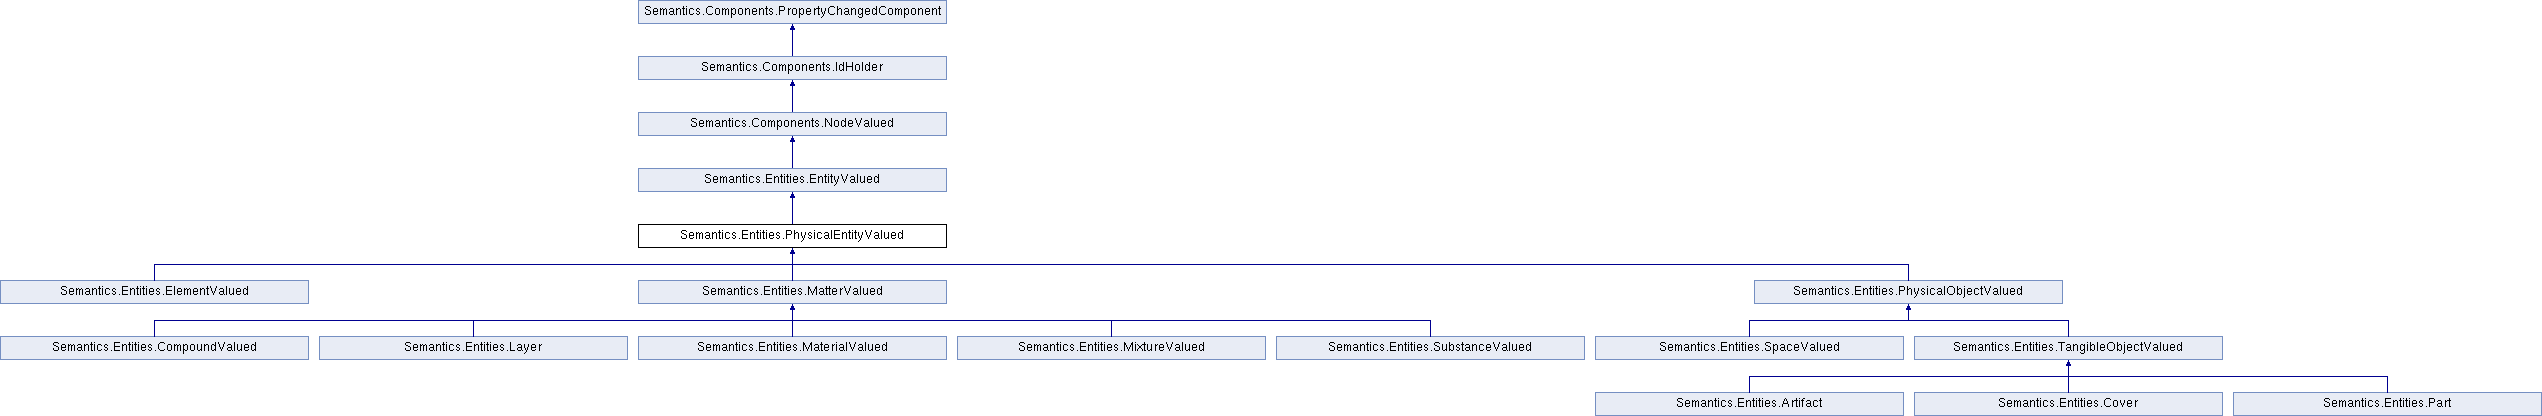 Semantics.Components.PropertyChangedComponent
Semantics.Components.IdHolder
Semantics.Components.NodeValued
Semantics.Entities.EntityValued
Semantics.Entities.PhysicalEntityValued
Semantics.Entities.ElementValued
Semantics.Entities.MatterValued
Semantics.Entities.PhysicalObjectValued
Semantics.Entities.CompoundValued
Semantics.Entities.Layer
Semantics.Entities.MaterialValued
Semantics.Entities.MixtureValued
Semantics.Entities.SubstanceValued
Semantics.Entities.SpaceValued
Semantics.Entities.TangibleObjectValued
Semantics.Entities.Artifact
Semantics.Entities.Cover
Semantics.Entities.Part